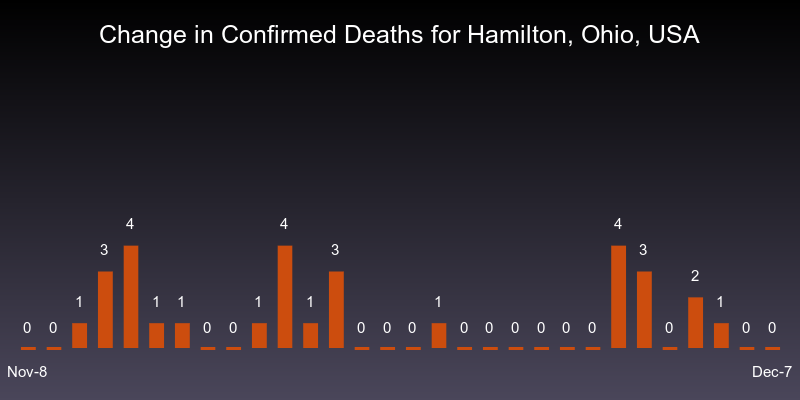 Change in Confirmed Deaths for Hamilton, Ohio, USA
0 0 1 3 4 1 1 0 0 1 4 1 3 0 0 0 1 0 0 0 0 0 0 4 3 0 2 1 0 0
Nov-8 Dec-7